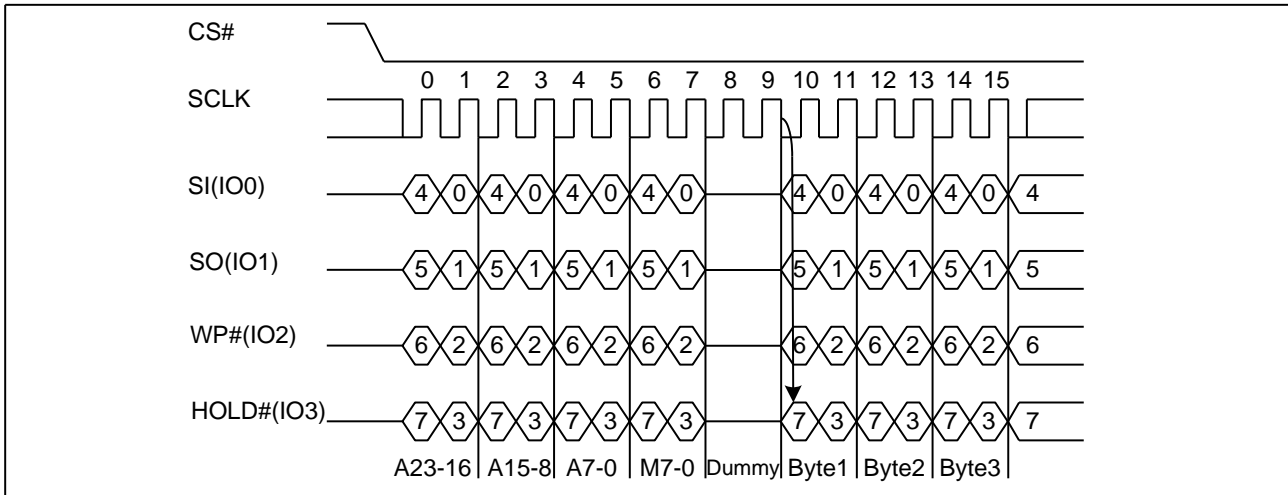 CS#
0 1 2 3 4 5 6 7 8 9 10 11 12 13 14 15
SCLK
SI(IO0) 4 0 4 0 4 0 4 0 4 0 4 0 4 0 4
SO(IO1) 5 1 5 1 5 1 5 1 5 1 5 1 5 1 5
WP#(IO2) 6 2 6 2 6 2 6 2 6 2 6 2 6 2 6
HOLD#(IO3) 7 3 7 3 7 3 7 3 7 3 7 3 7 3 7
A23-16 A15-8 A7-0 M7-0 Dummy Byte1 Byte2 Byte3